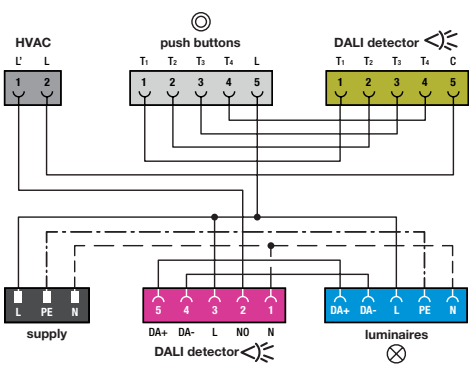 HVAC
push buttons
DALI detector
L' L
T1 T2 T3 T4 L
T1 T2 T3 T4 C
1 2
1 2 3 4 5
1 2 3 4 5
L PE N
5 4 3 2 1
DA+ DA- L PE N
DA+ DA- L NO N
supply
DALI detector
luminaires